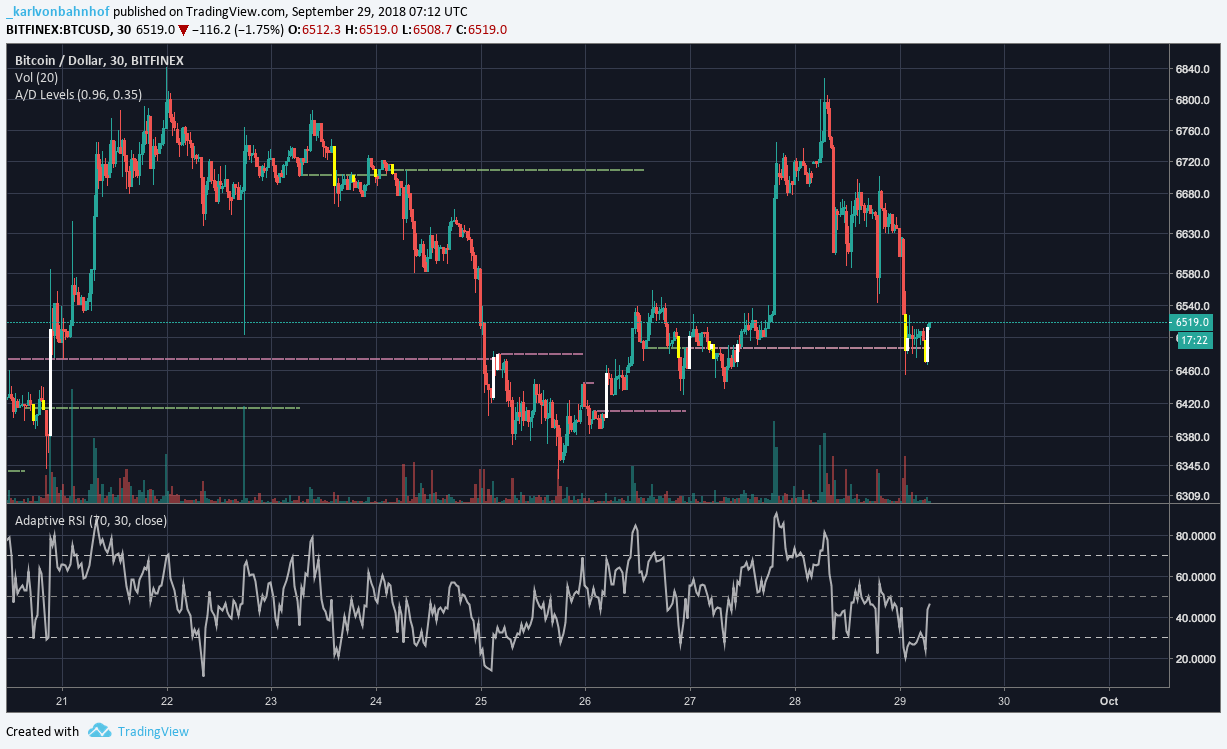 _karlvonbahnhof published on TradingView.com, September 29, 2018 07:12 UTC
BITFINEX:BTCUSD, 30 6519.0 ▼ −116.2 (−1.75%) O:6512.3 H:6519.0 L:6508.7 C:6519.0
Bitcoin / Dollar, 30, BITFINEX
Vol (20)
A/D Levels (0.96, 0.35)
6840.0
6800.0
6760.0
6720.0
6680.0
6630.0
6580.0
6540.0
6519.0
17:22
6460.0
6420.0
6380.0
6345.0
6309.0
Adaptive RSI (70, 30, close)
80.0000
60.0000
40.0000
20.0000
21 22 23 24 25 26 27 28 29 30 Oct
Created with TradingView